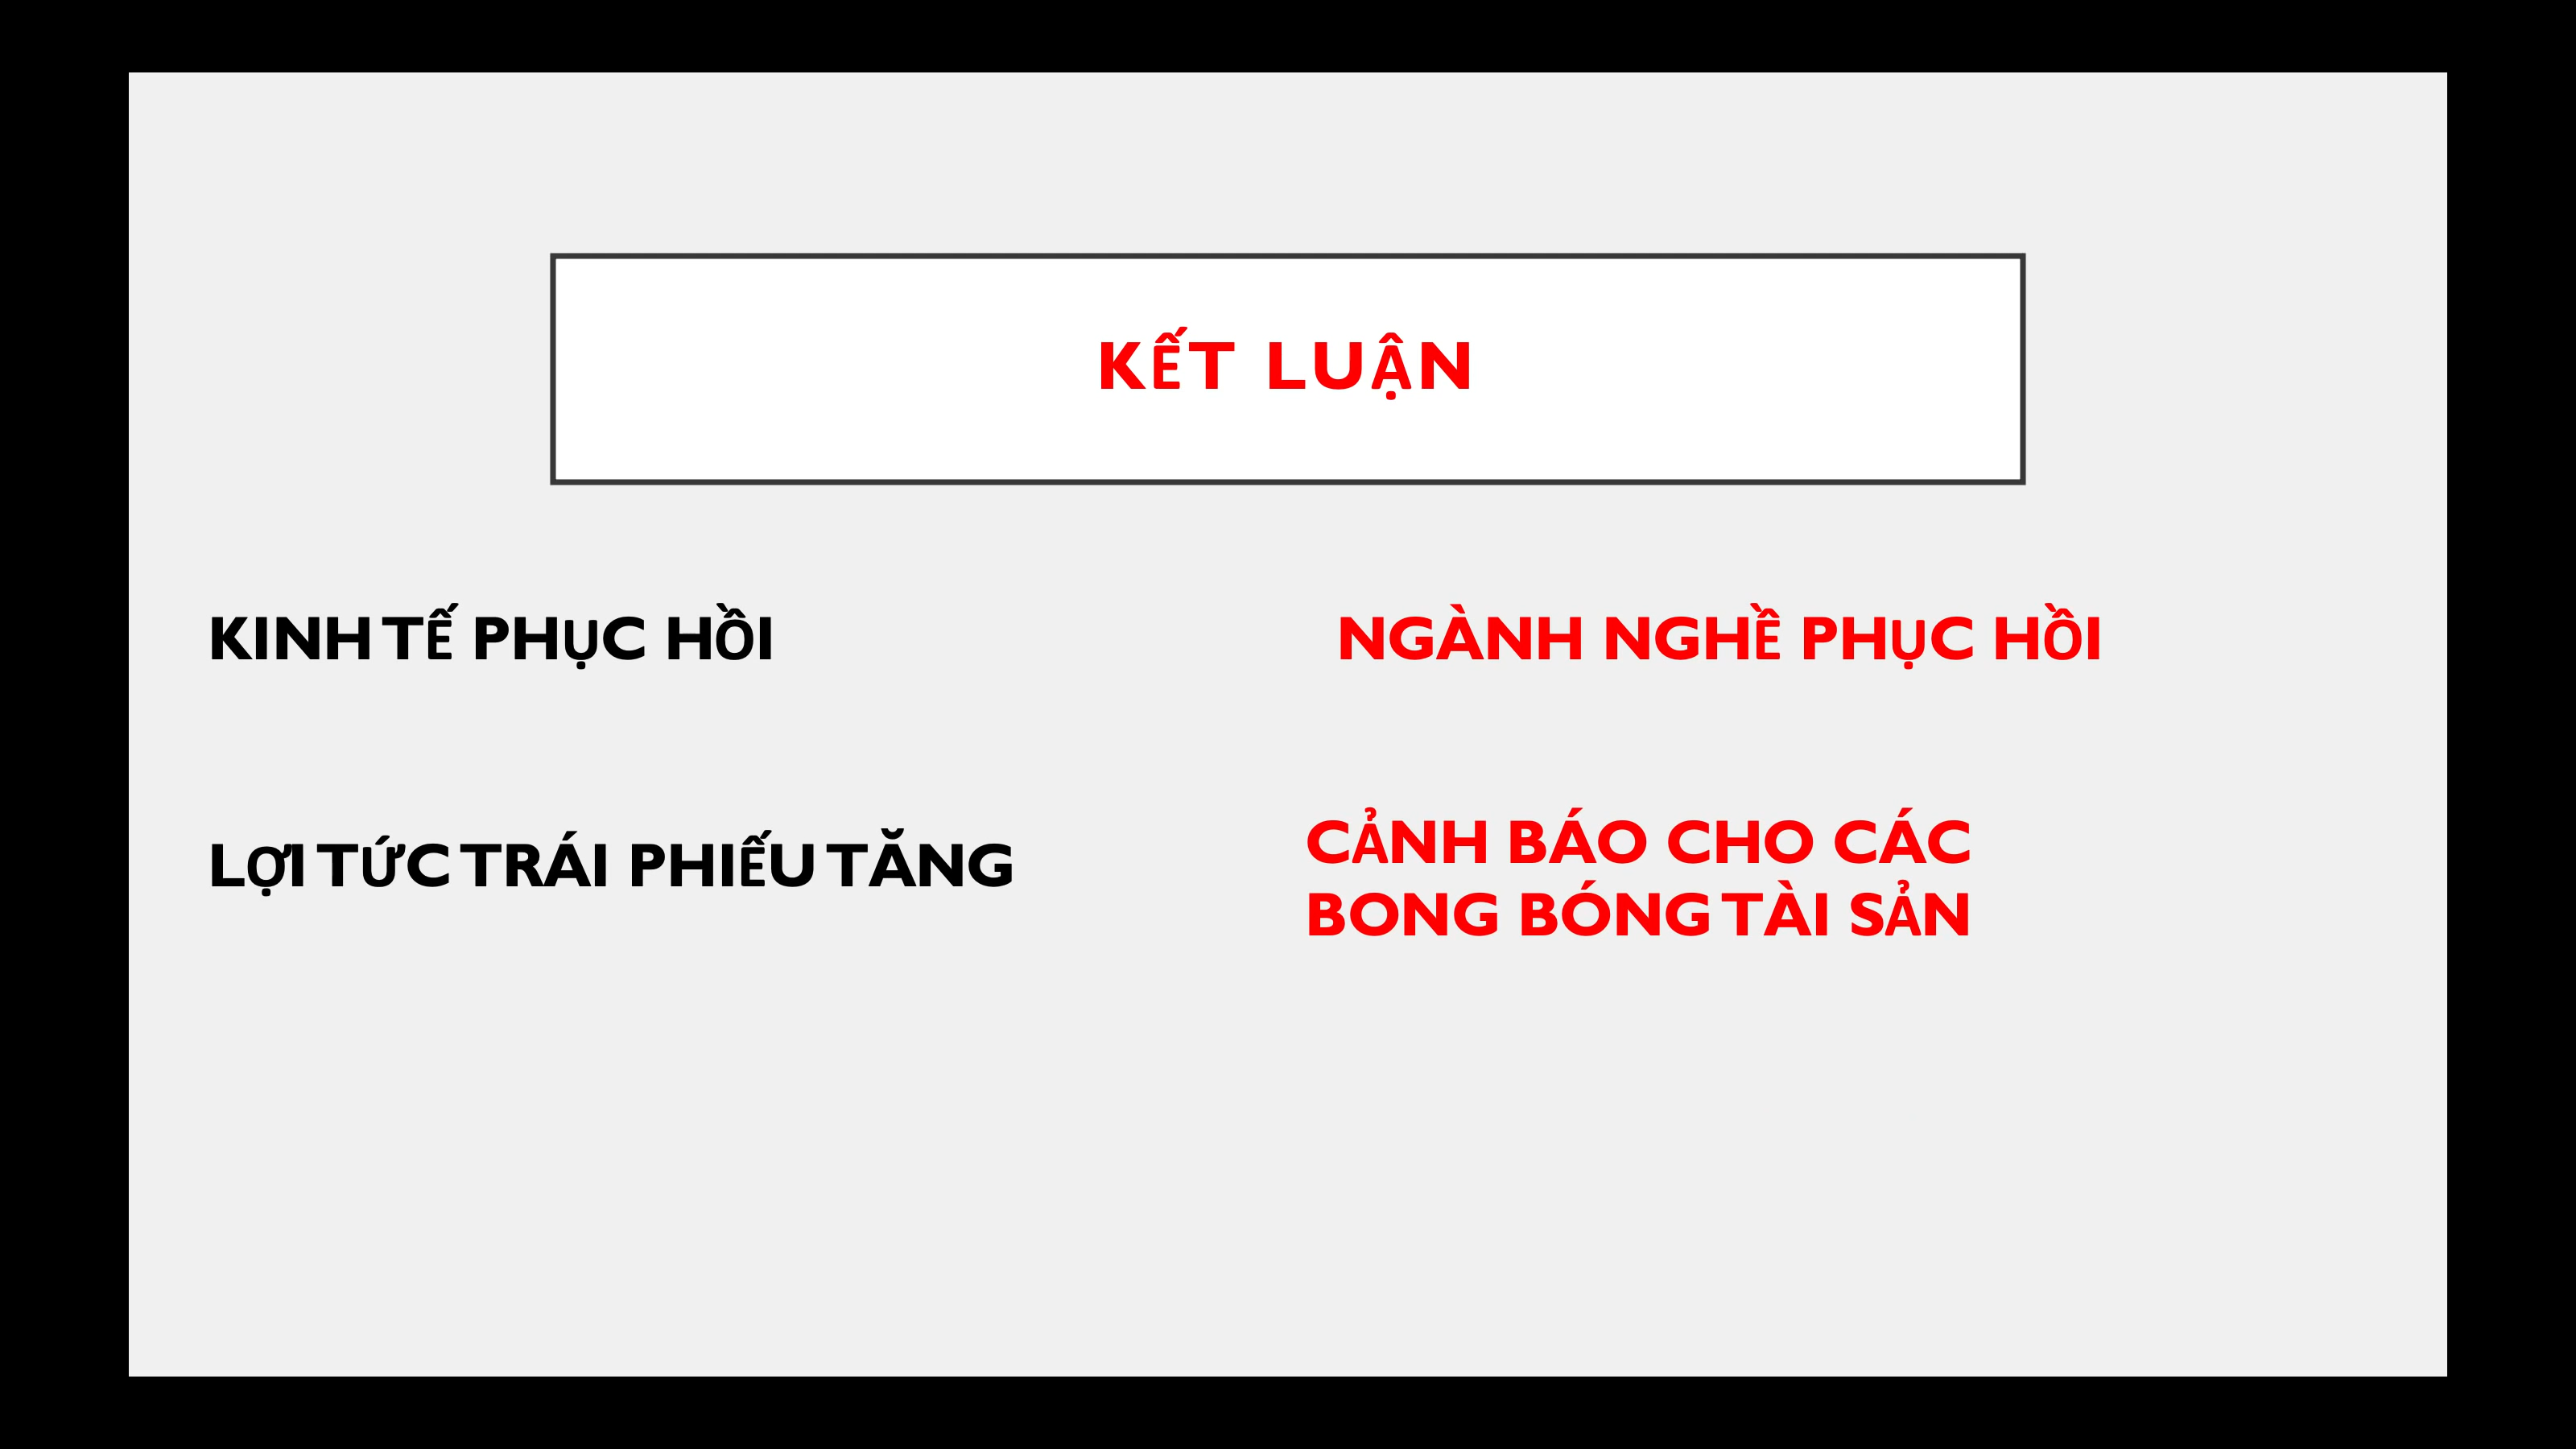 KẾT LUẬN
KINH TẾ PHỤC HỒI
NGÀNH NGHỀ PHỤC HỒI
LỢI TỨC TRÁI PHIẾU TĂNG
CẢNH BÁO CHO CÁC
BONG BÓNG TÀI SẢN